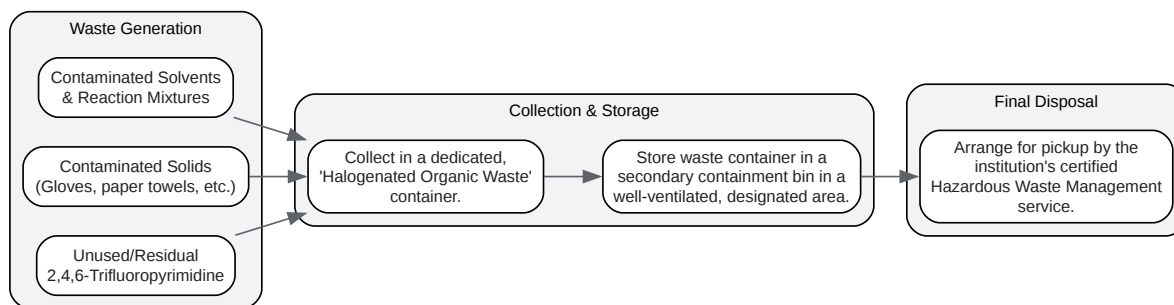 Waste Generation
Contaminated Solvents
& Reaction Mixtures
Contaminated Solids
(Gloves, paper towels, etc.)
Unused/Residual
2,4,6-Trifluoropyrimidine
Collection & Storage
Collect in a dedicated,
'Halogenated Organic Waste'
container.
Store waste container in a
secondary containment bin in a
well-ventilated, designated area.
Final Disposal
Arrange for pickup by the
institution's certified
Hazardous Waste Management
service.